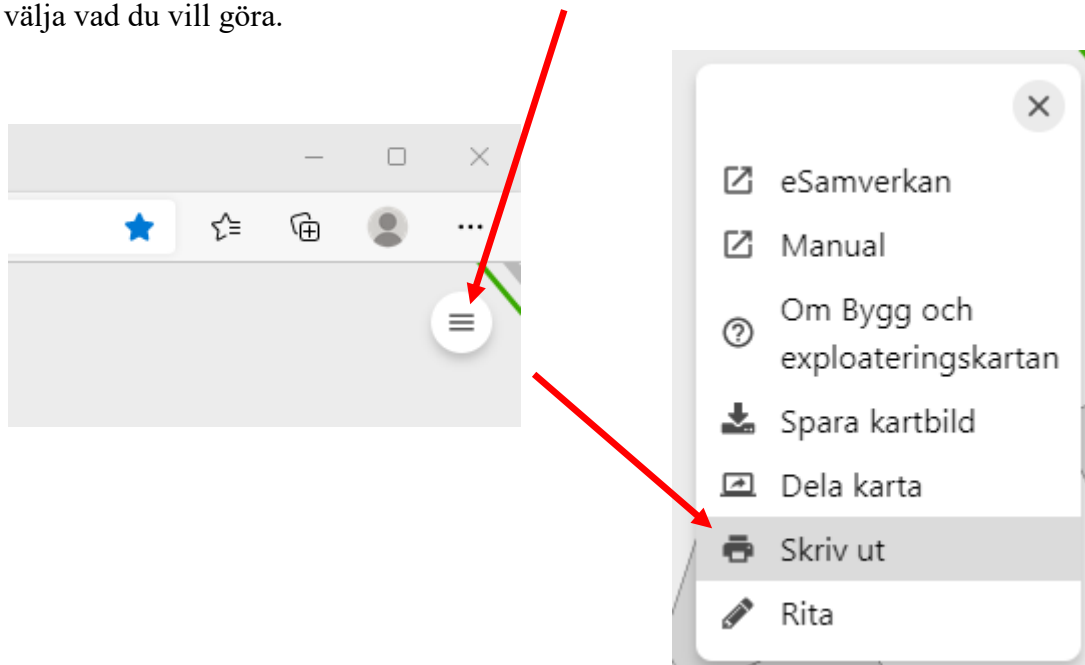 välja vad du vill göra.
eSamverkan
Manual
Om Bygg och
exploateringskartan
Spara kartbild
Dela karta
Skriv ut
Rita